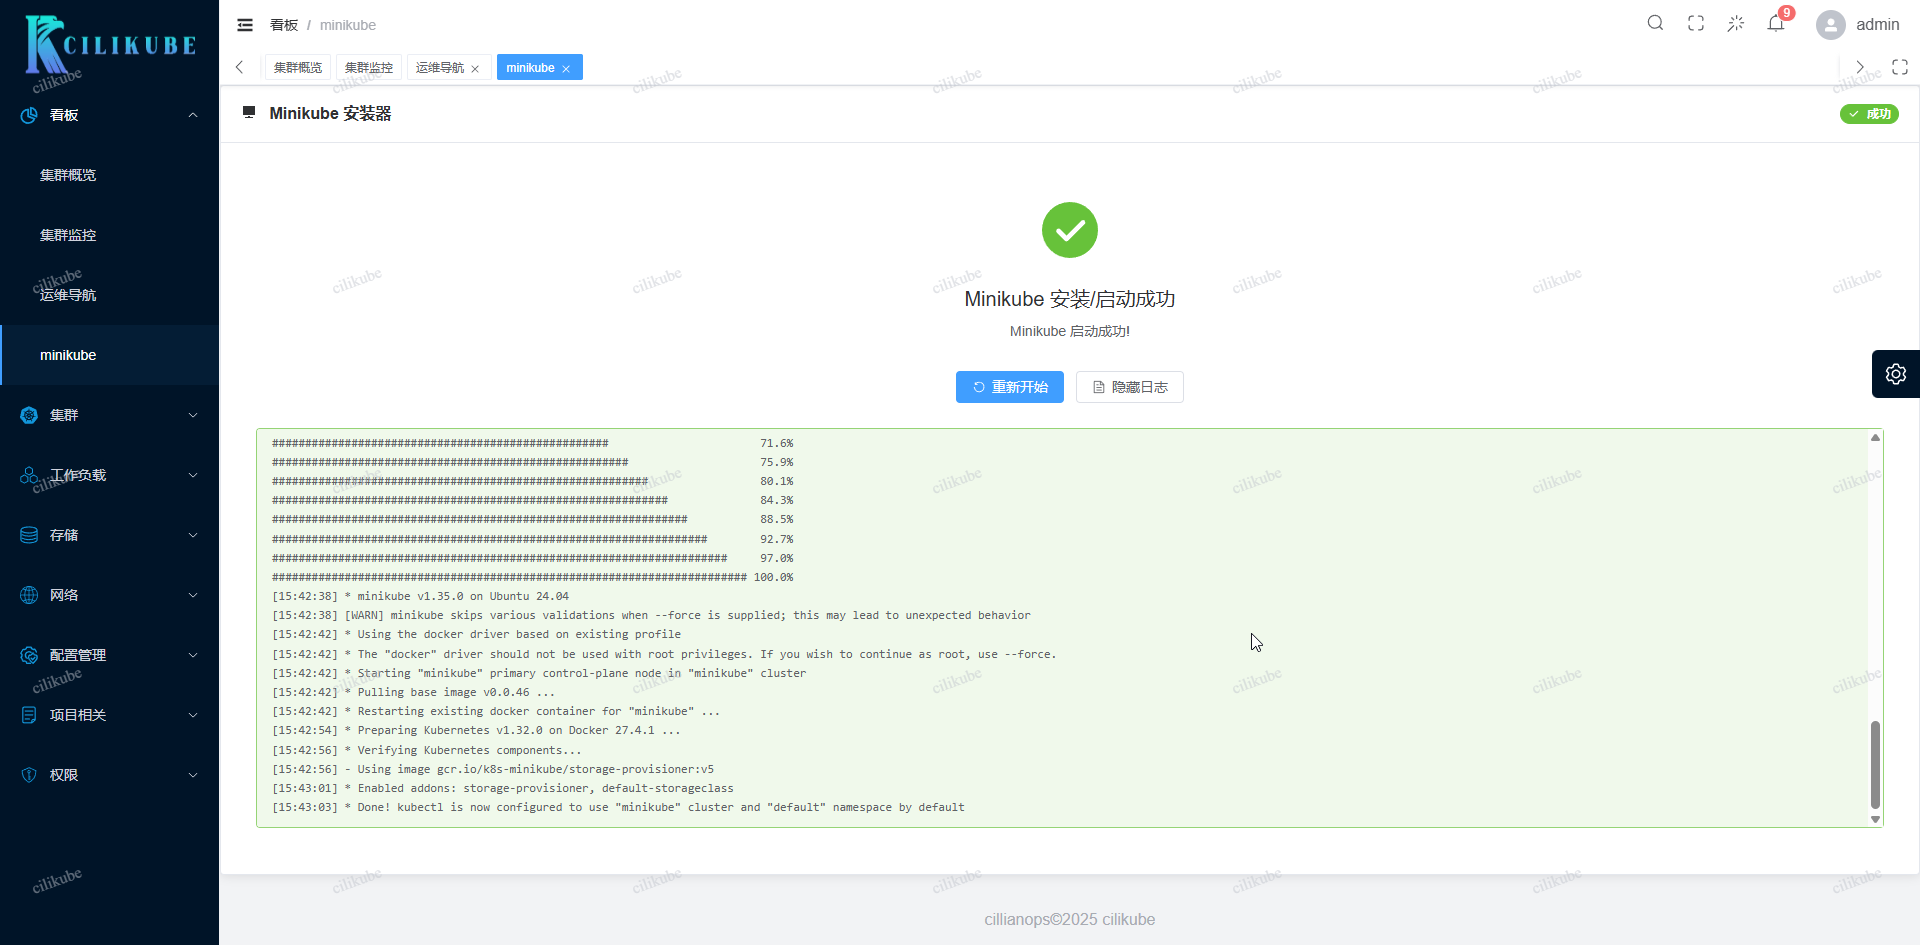 CILIKUBE
看板
集群概览
集群监控
运维导航
minikube
集群
工作负载
存储
网络
配置管理
项目相关
权限
看板 / minikube
9
admin
集群概览
集群监控
运维导航
minikube
Minikube 安装器
成功
Minikube 安装/启动成功
Minikube 启动成功!
重新开始
隐藏日志
################################################### 71.6%
###################################################### 75.9%
######################################################### 80.1%
############################################################ 84.3%
############################################################### 88.5%
################################################################## 92.7%
##################################################################### 97.0%
######################################################################## 100.0%
[15:42:38] * minikube v1.35.0 on Ubuntu 24.04
[15:42:38] [WARN] minikube skips various validations when --force is supplied; this may lead to unexpected behavior
[15:42:42] * Using the docker driver based on existing profile
[15:42:42] * The "docker" driver should not be used with root privileges. If you wish to continue as root, use --force.
[15:42:42] * Starting "minikube" primary control-plane node in "minikube" cluster
[15:42:42] * Pulling base image v0.0.46 ...
[15:42:42] * Restarting existing docker container for "minikube" ...
[15:42:54] * Preparing Kubernetes v1.32.0 on Docker 27.4.1 ...
[15:42:56] * Verifying Kubernetes components...
[15:42:56] - Using image gcr.io/k8s-minikube/storage-provisioner:v5
[15:43:01] * Enabled addons: storage-provisioner, default-storageclass
[15:43:03] * Done! kubectl is now configured to use "minikube" cluster and "default" namespace by default
cillianops©2025 cilikube
cilikube